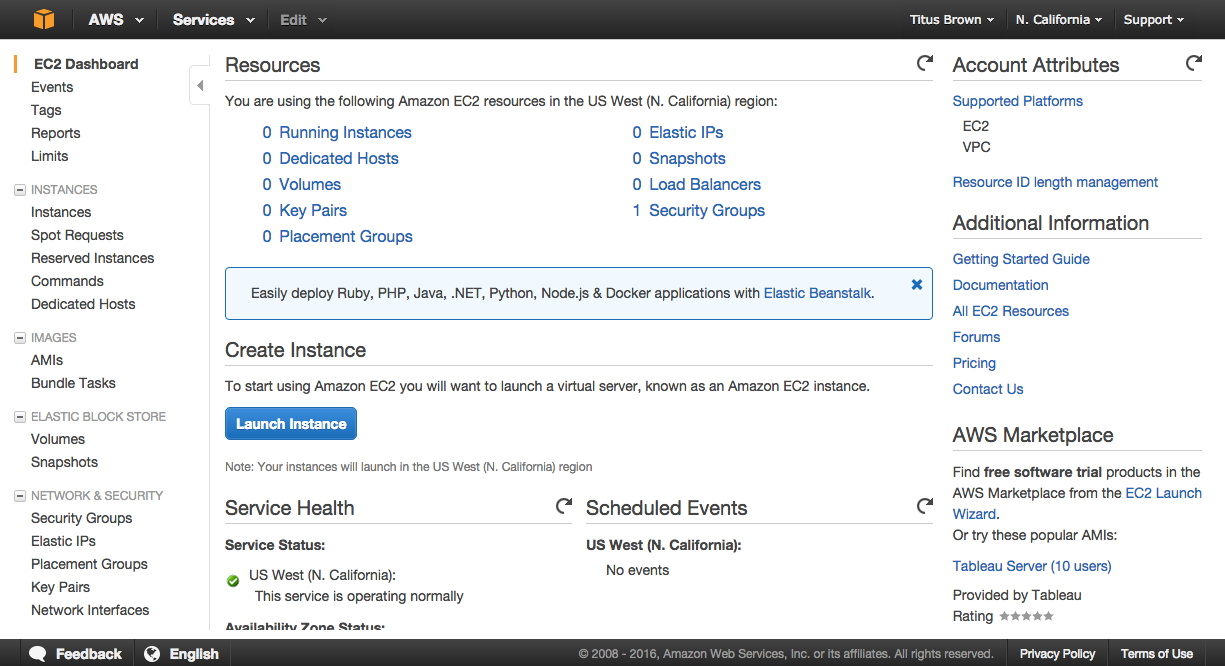 AWS Services Edit Titus Brown N. California Support
EC2 Dashboard
Events
Tags
Reports
Limits
INSTANCES
Instances
Spot Requests
Reserved Instances
Commands
Dedicated Hosts
IMAGES
AMIs
Bundle Tasks
ELASTIC BLOCK STORE
Volumes
Snapshots
NETWORK & SECURITY
Security Groups
Elastic IPs
Placement Groups
Key Pairs
Network Interfaces
Resources
You are using the following Amazon EC2 resources in the US West (N. California) region:
0 Running Instances
0 Dedicated Hosts
0 Volumes
0 Key Pairs
0 Placement Groups
0 Elastic IPs
0 Snapshots
0 Load Balancers
1 Security Groups
Easily deploy Ruby, PHP, Java, .NET, Python, Node.js & Docker applications with Elastic Beanstalk.
Create Instance
To start using Amazon EC2 you will want to launch a virtual server, known as an Amazon EC2 instance.
Launch Instance
Note: Your instances will launch in the US West (N. California) region
Service Health
Service Status:
US West (N. California):
This service is operating normally
Availability Zone Status:
Scheduled Events
US West (N. California):
No events
Account Attributes
Supported Platforms
EC2
VPC
Resource ID length management
Additional Information
Getting Started Guide
Documentation
All EC2 Resources
Forums
Pricing
Contact Us
AWS Marketplace
Find free software trial products in the
AWS Marketplace from the EC2 Launch
Wizard.
Or try these popular AMIs:
Tableau Server (10 users)
Provided by Tableau
Rating
Feedback English © 2008 - 2016, Amazon Web Services, Inc. or its affiliates. All rights reserved. Privacy Policy Terms of Use